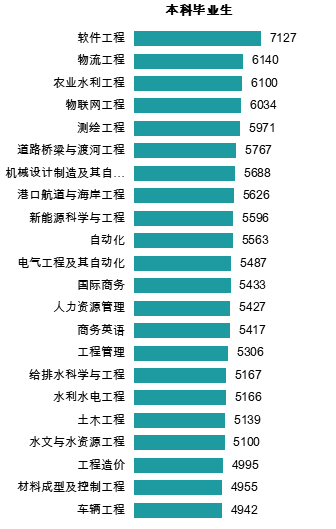 本科毕业生
软件工程 7127
物流工程 6140
农业水利工程 6100
物联网工程 6034
测绘工程 5971
道路桥梁与渡河工程 5767
机械设计制造及其自... 5688
港口航道与海岸工程 5626
新能源科学与工程 5596
自动化 5563
电气工程及其自动化 5487
国际商务 5433
人力资源管理 5427
商务英语 5417
工程管理 5306
给排水科学与工程 5167
水利水电工程 5166
土木工程 5139
水文与水资源工程 5100
工程造价 4995
材料成型及控制工程 4955
车辆工程 4942